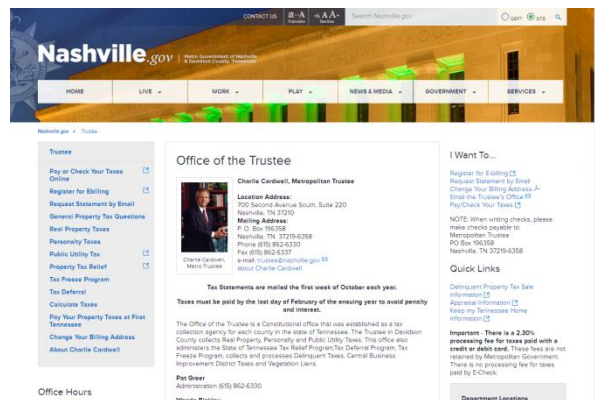 CONTACT US
Translate
Text Size
Search Nashville.gov
DEPT
SITE
Nashville.gov
Metro Government of Nashville
& Davidson County, Tennessee
HOME
LIVE
WORK
PLAY
NEWS & MEDIA
GOVERNMENT
SERVICES
Nashville.gov > Trustee
Trustee
Pay or Check Your Taxes
Online
Register for Ebilling
Request Statement by Email
General Property Tax Questions
Real Property Taxes
Personalty Taxes
Public Utility Tax
Property Tax Relief
Tax Freeze Program
Tax Deferral
Calculate Taxes
Pay Your Property Taxes at First
Tennessee
Change Your Billing Address
About Charlie Cardwell
Office Hours
Office of the Trustee
Charlie Cardwell,
Metro Trustee
Charlie Cardwell, Metropolitan Trustee
Location Address:
700 Second Avenue South, Suite 220
Nashville, TN 37210
Mailing Address:
P. O. Box 196358
Nashville, TN 37219-6358
Phone (615) 862-6330
Fax (615) 862-6337
e-mail: trustee@nashville.gov
about Charlie Cardwell
Tax Statements are mailed the first week of October each year.
Taxes must be paid by the last day of February of the ensuing year to avoid penalty
and interest.
The Office of the Trustee is a Constitutional office that was established as a tax
collection agency for each county in the state of Tennessee. The Trustee in Davidson
County collects Real Property, Personalty and Public Utility Taxes. This office also
administers the State of Tennessee Tax Relief Program,Tax Deferral Program, Tax
Freeze Program, collects and processes Delinquent Taxes, Central Business
Improvement District Taxes and Vegetation Liens.
Pat Greer
Administration (615) 862-6330
I Want To...
Register for E-billing
Request Statement by Email
Change Your Billing Address
Email the Trustee's Office
Pay/Check Your Taxes
NOTE: When writing checks, please
make checks payable to:
Metropolitan Trustee
PO Box 196358
Nashville, TN 37219-6358
Quick Links
Delinquent Property Tax Sale
Information
Appraisal Information
Keep my Tennessee Home
Information
Important - There is a 2.30%
processing fee for taxes paid with a
credit or debit card. These fees are not
retained by Metropolitan Government.
There is no processing fee for taxes
paid by E-Check.
Department Locations